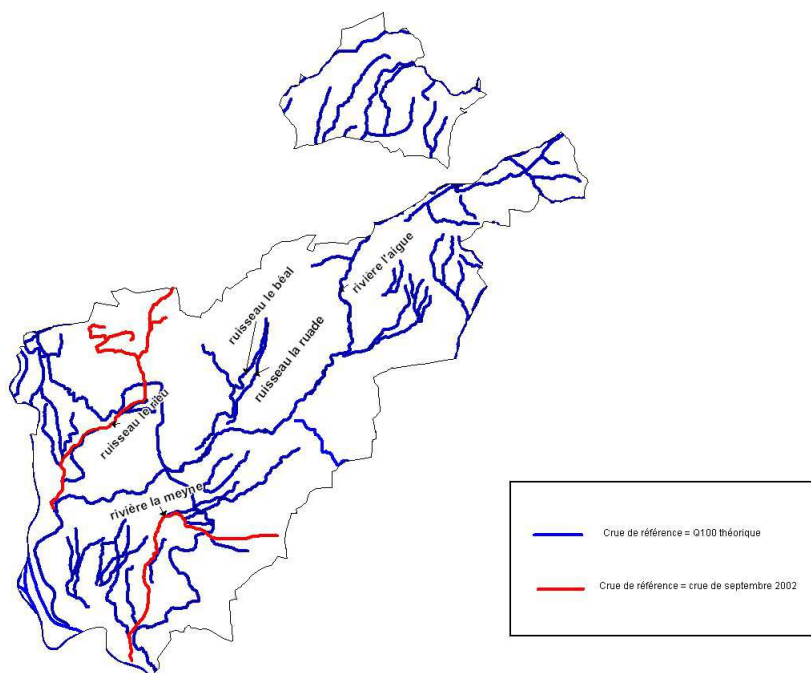 rivière l'aigue
ruisseau le béal
ruisseau la ruade
ruisseau le rieu
rivière la meyne
Crue de référence = Q100 théorique
Crue de référence = crue de septembre 2002